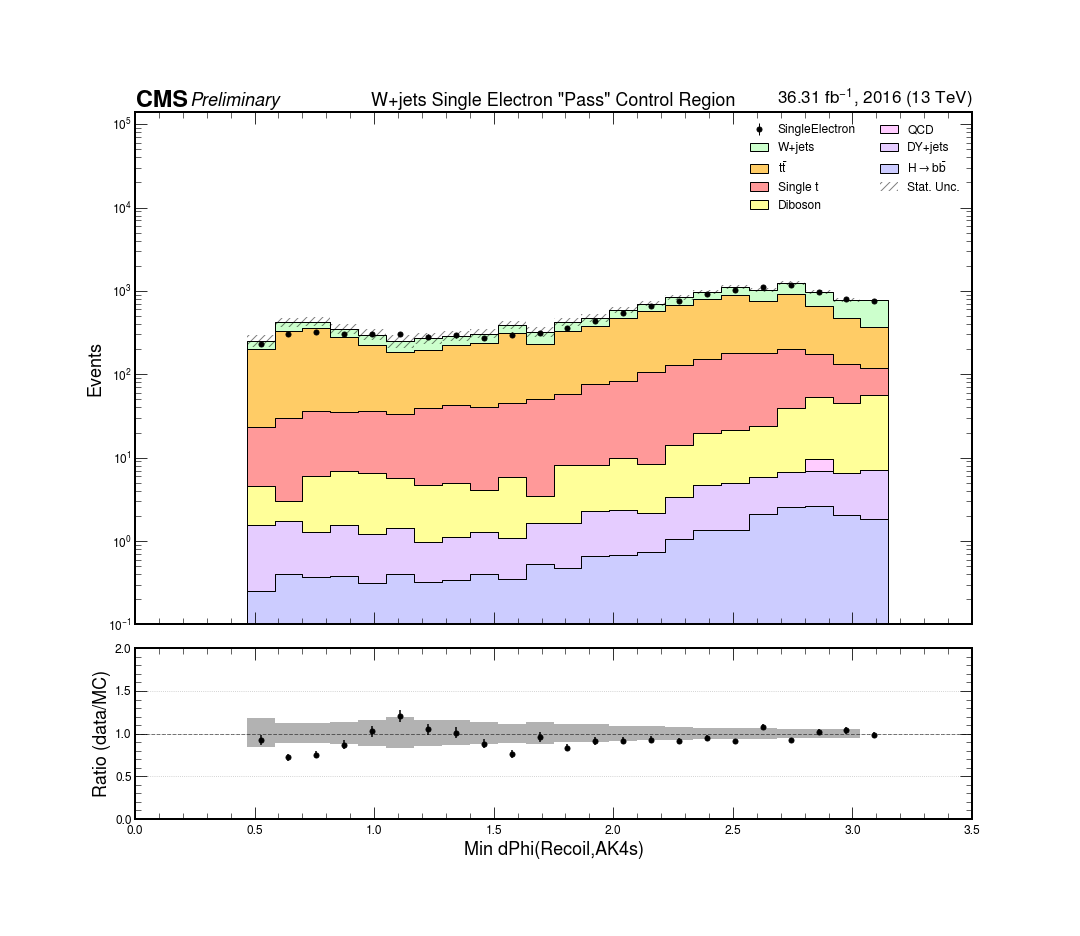 CMS Preliminary W+jets Single Electron "Pass" Control Region 36.31 fb⁻¹, 2016 (13 TeV)
SingleElectron
W+jets
tt̄
Single t
Diboson
QCD
DY+jets
H→bb̄
Stat. Unc.
Events
10⁵
10⁴
10³
10²
10¹
10⁰
10⁻¹
Ratio (data/MC)
2.0
1.5
1.0
0.5
0.0
0.0 0.5 1.0 1.5 2.0 2.5 3.0 3.5
Min dPhi(Recoil,AK4s)